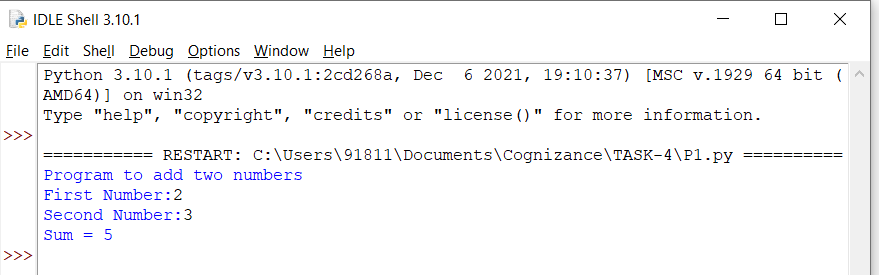 IDLE Shell 3.10.1
File Edit Shell Debug Options Window Help
Python 3.10.1 (tags/v3.10.1:2cd268a, Dec  6 2021, 19:10:37) [MSC v.1929 64 bit (
AMD64)] on win32
Type "help", "copyright", "credits" or "license()" for more information.
>>>
=========== RESTART: C:\Users\91811\Documents\Cognizance\TASK-4\P1.py ==========
Program to add two numbers
First Number:2
Second Number:3
Sum = 5
>>>